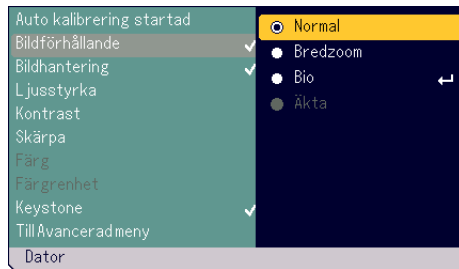 Auto kalibrering startad
Bildförhållande
Bildhantering
Ljusstyrka
Kontrast
Skärpa
Färg
Färgrenhet
Keystone
Till Avancerad meny
Normal
Bredzoom
Bio
Äkta
Dator